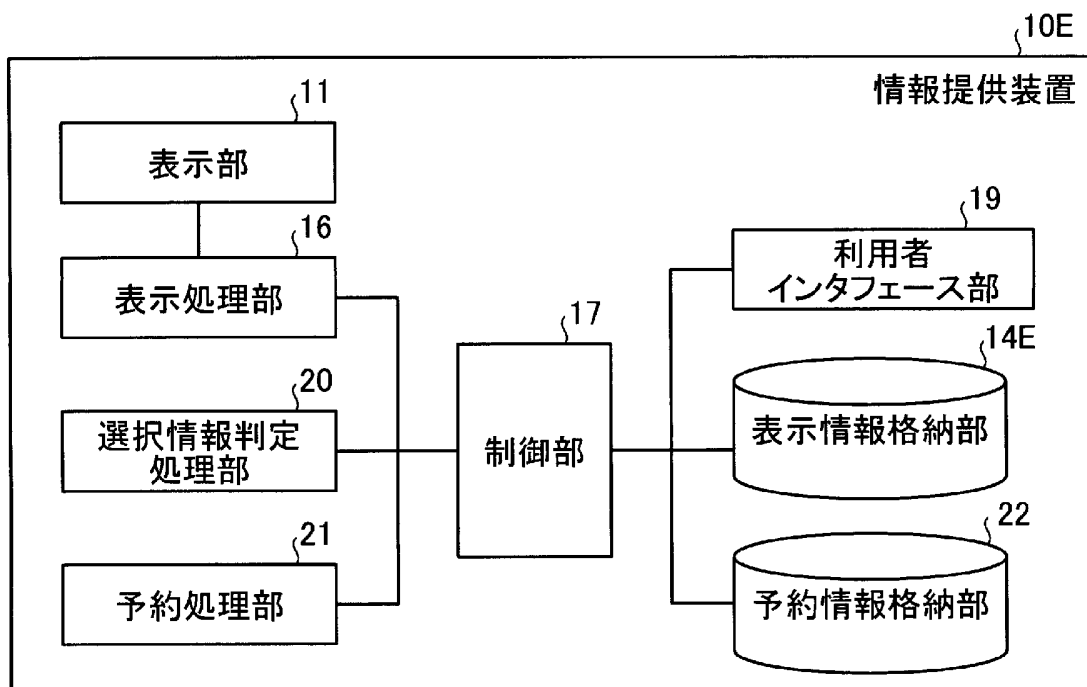 10E
情報提供装置
11
表示部
16
表示処理部
20
選択情報判定
処理部
21
予約処理部
17
制御部
19
利用者
インタフェース部
14E
表示情報格納部
22
予約情報格納部